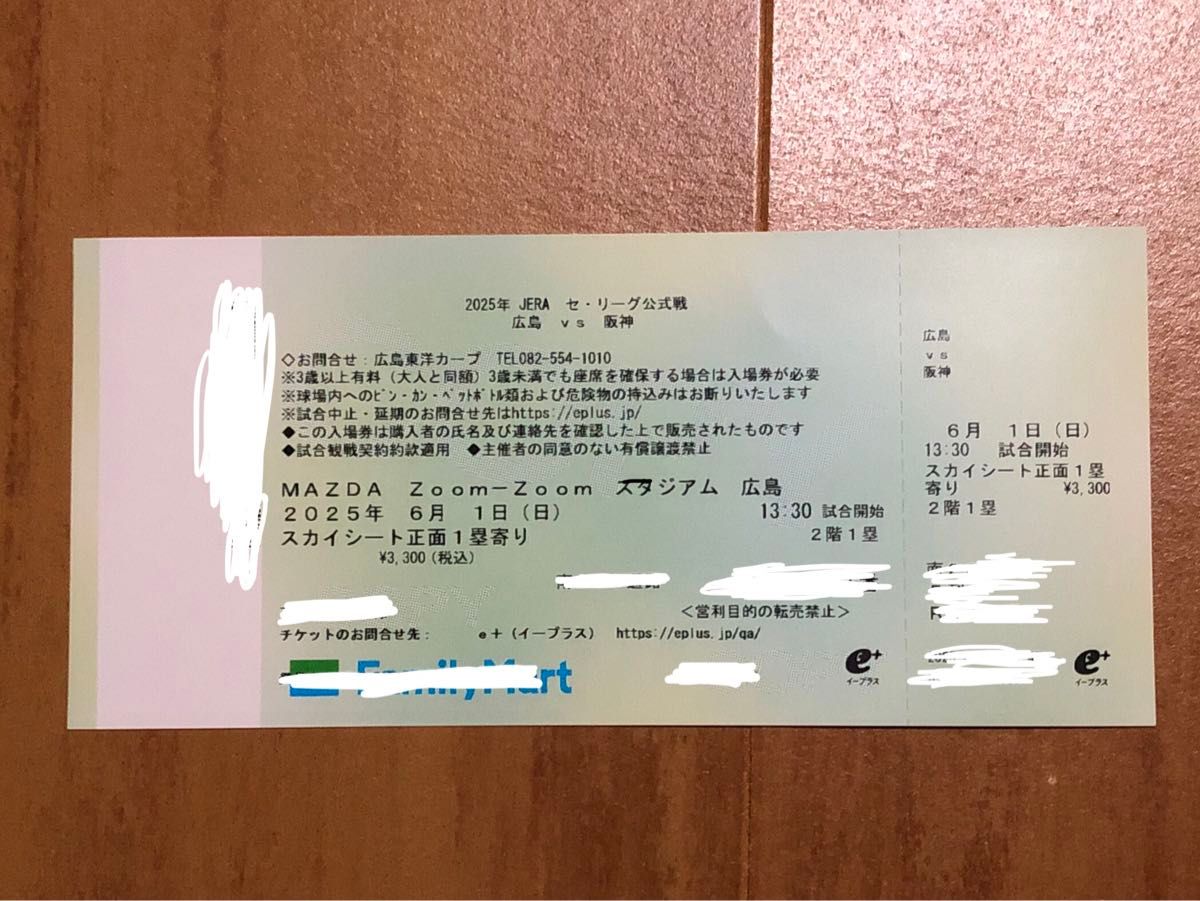 2025年 JERA セ・リーグ公式戦
広島 vs 阪神
◇お問合せ：広島東洋カープ TEL082-554-1010
※3歳以上有料（大人と同額）3歳未満でも座席を確保する場合は入場券が必要
※球場内へのﾋﾞﾝ・ｶﾝ・ﾍﾟｯﾄﾎﾞﾄﾙ類および危険物の持込みはお断りいたします
※試合中止・延期のお問合せ先はhttps://eplus.jp/
◆この入場券は購入者の氏名及び連絡先を確認した上で販売されたものです
◆試合観戦契約約款適用 ◆主催者の同意のない有償譲渡禁止
MAZDA Zoom-Zoom スタジアム 広島
2025年 6月 1日（日） 13:30 試合開始
スカイシート正面1塁寄り 2階1塁
¥3,300（税込）
＜営利目的の転売禁止＞
チケットのお問合せ先： e+（イープラス） https://eplus.jp/qa/
FamilyMart
e+
イープラス
広島
vs
阪神
6月 1日（日）
13:30 試合開始
スカイシート正面1塁
寄り ¥3,300
2階1塁
e+
イープラス